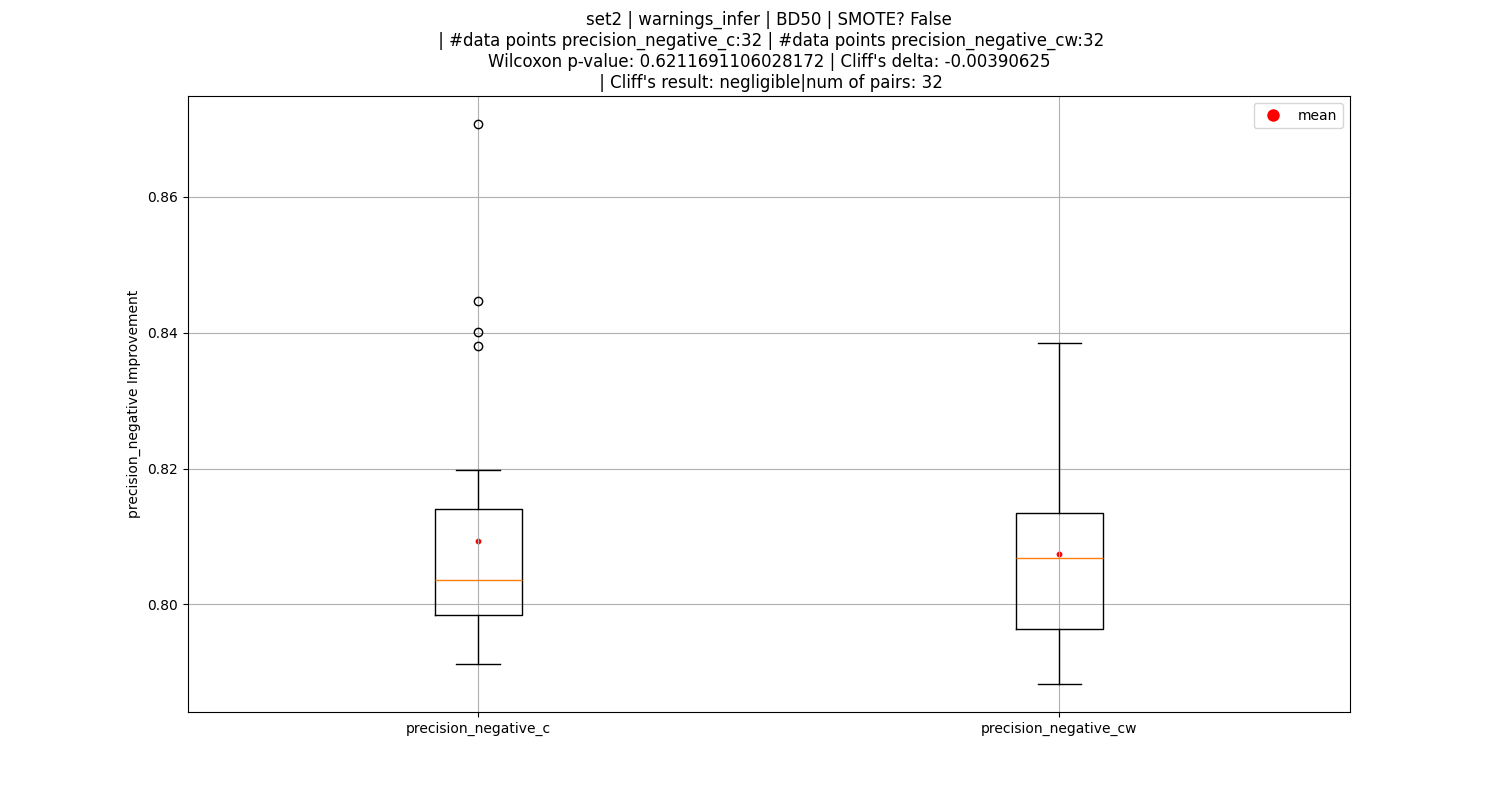 set2 | warnings_infer | BD50 | SMOTE? False
| #data points precision_negative_c:32 | #data points precision_negative_cw:32
Wilcoxon p-value: 0.6211691106028172 | Cliff's delta: -0.00390625
| Cliff's result: negligible|num of pairs: 32
mean
0.86
0.84
0.82
0.80
precision_negative Improvement
precision_negative_c
precision_negative_cw